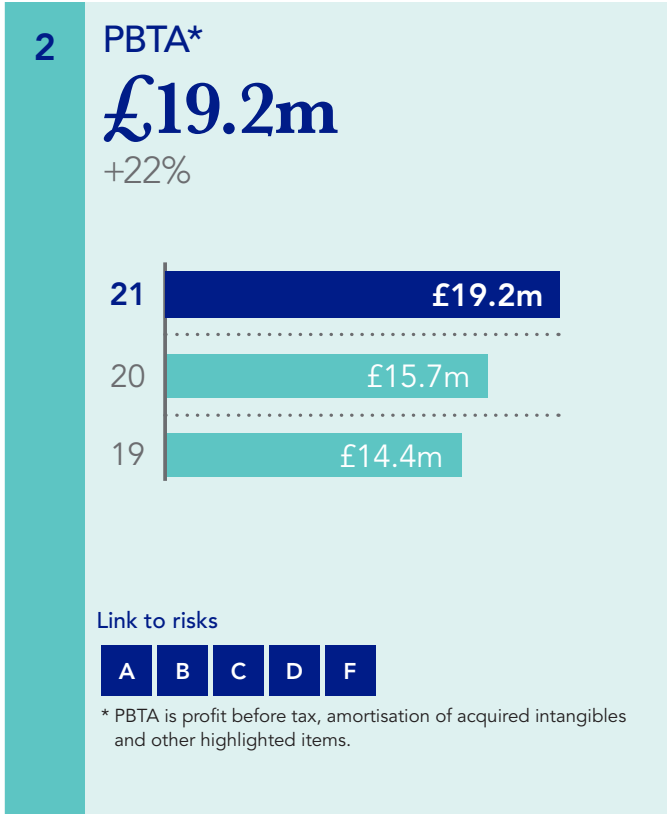 2
PBTA*
£19.2m
+22%
21 £19.2m
20 £15.7m
19 £14.4m
Link to risks
A B C D F
* PBTA is profit before tax, amortisation of acquired intangibles
and other highlighted items.